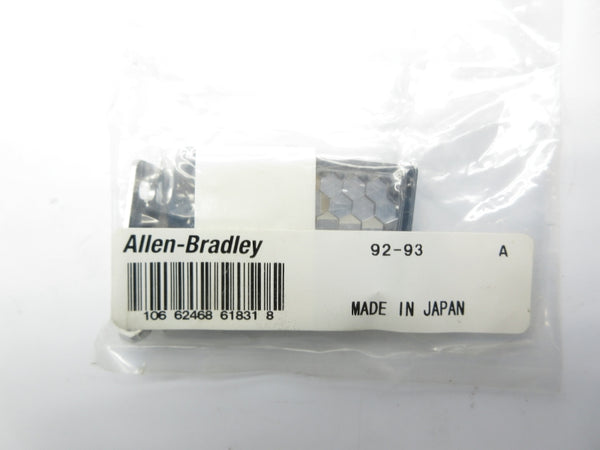 Allen-Bradley 92-93 A
106 62468 61831 8 MADE IN JAPAN